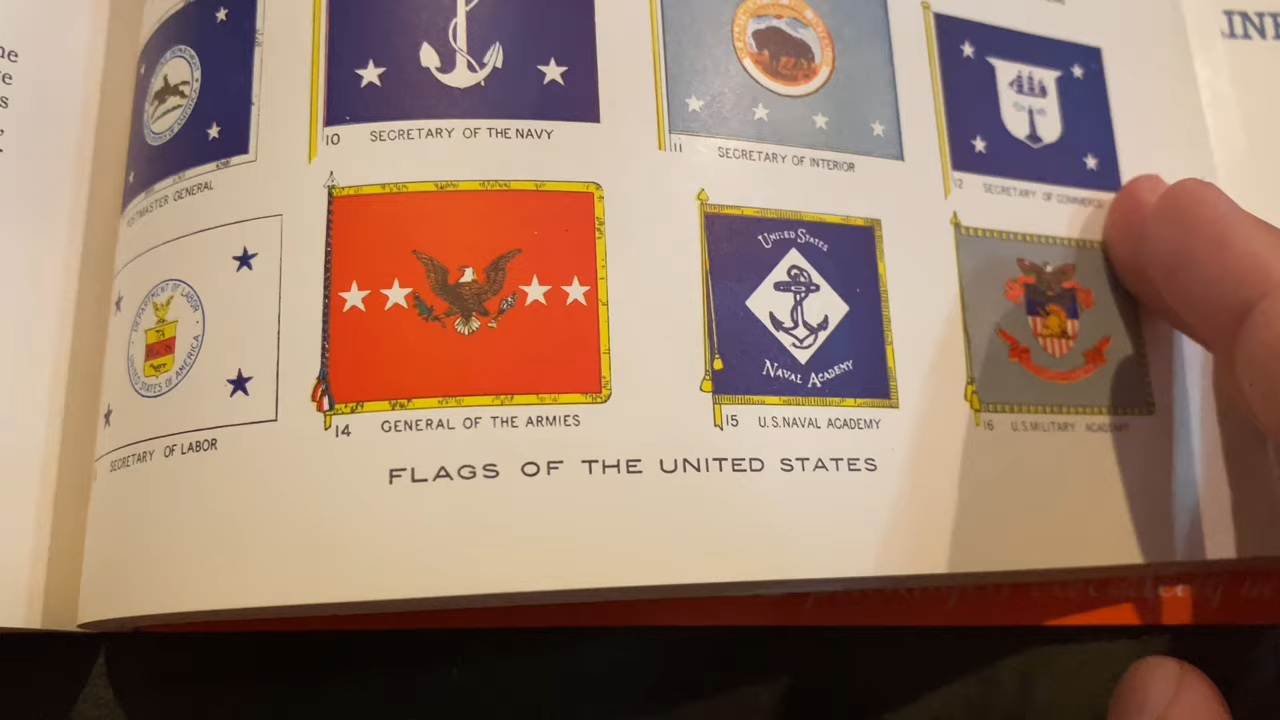 10 SECRETARY OF THE NAVY
11 SECRETARY OF INTERIOR
12 SECRETARY OF COMMERCE
POSTMASTER GENERAL
DEPARTMENT OF LABOR
UNITED STATES OF AMERICA
SECRETARY OF LABOR
14 GENERAL OF THE ARMIES
UNITED STATES
NAVAL ACADEMY
15 U.S. NAVAL ACADEMY
16 U.S. MILITARY ACADEMY
FLAGS OF THE UNITED STATES